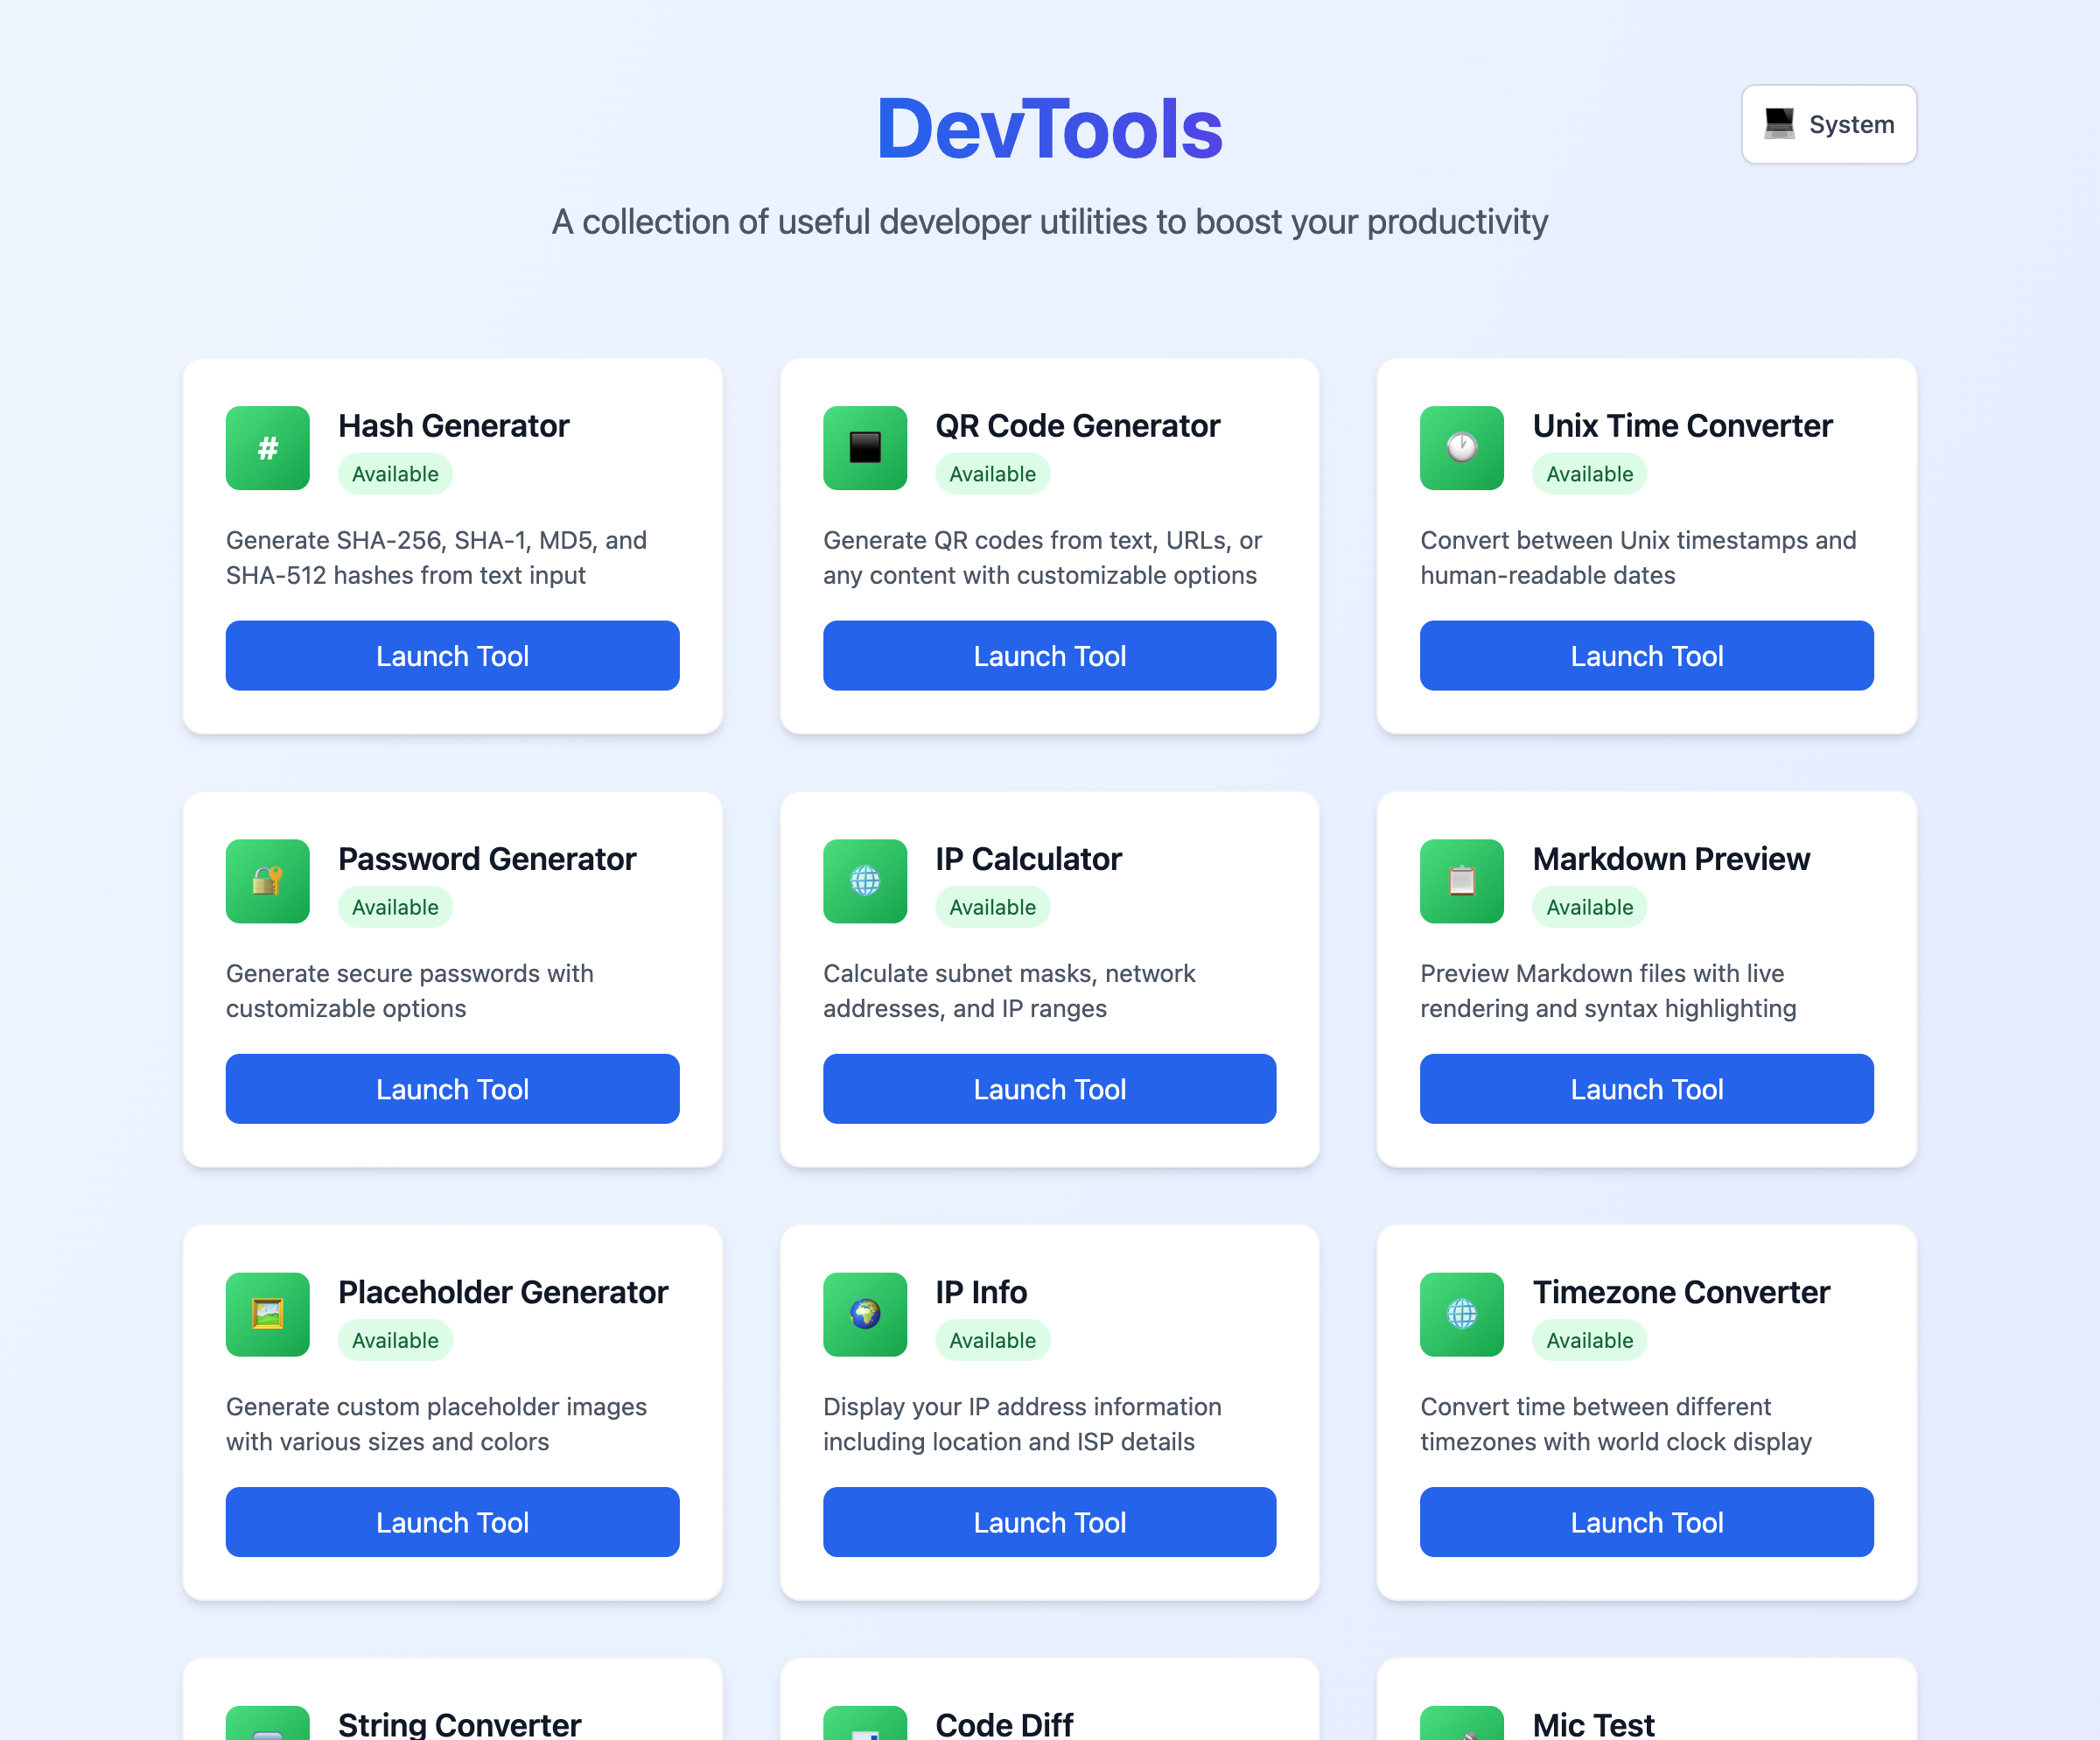 DevTools
System
A collection of useful developer utilities to boost your productivity
#
Hash Generator
Available
Generate SHA-256, SHA-1, MD5, and
SHA-512 hashes from text input
Launch Tool
QR Code Generator
Available
Generate QR codes from text, URLs, or
any content with customizable options
Launch Tool
Unix Time Converter
Available
Convert between Unix timestamps and
human-readable dates
Launch Tool
Password Generator
Available
Generate secure passwords with
customizable options
Launch Tool
IP Calculator
Available
Calculate subnet masks, network
addresses, and IP ranges
Launch Tool
Markdown Preview
Available
Preview Markdown files with live
rendering and syntax highlighting
Launch Tool
Placeholder Generator
Available
Generate custom placeholder images
with various sizes and colors
Launch Tool
IP Info
Available
Display your IP address information
including location and ISP details
Launch Tool
Timezone Converter
Available
Convert time between different
timezones with world clock display
Launch Tool
String Converter
Code Diff
Mic Test